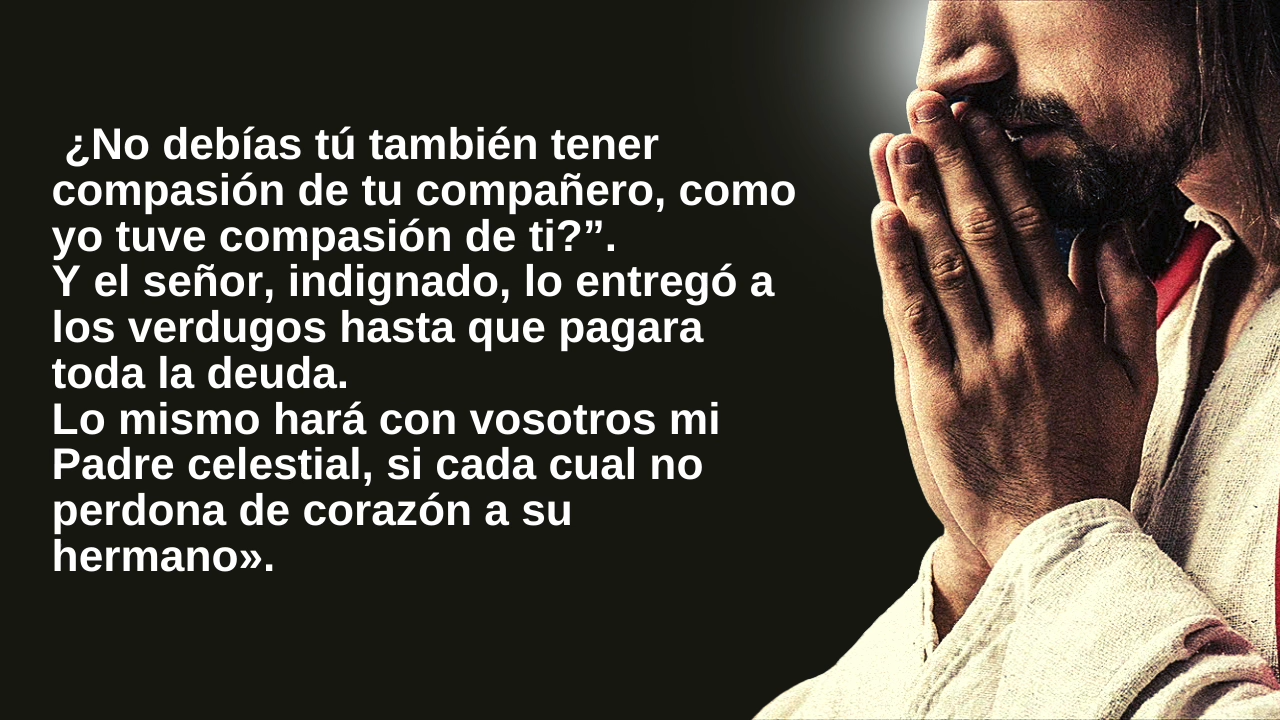 ¿No debías tú también tener
compasión de tu compañero, como
yo tuve compasión de ti?”.
Y el señor, indignado, lo entregó a
los verdugos hasta que pagara
toda la deuda.
Lo mismo hará con vosotros mi
Padre celestial, si cada cual no
perdona de corazón a su
hermano».